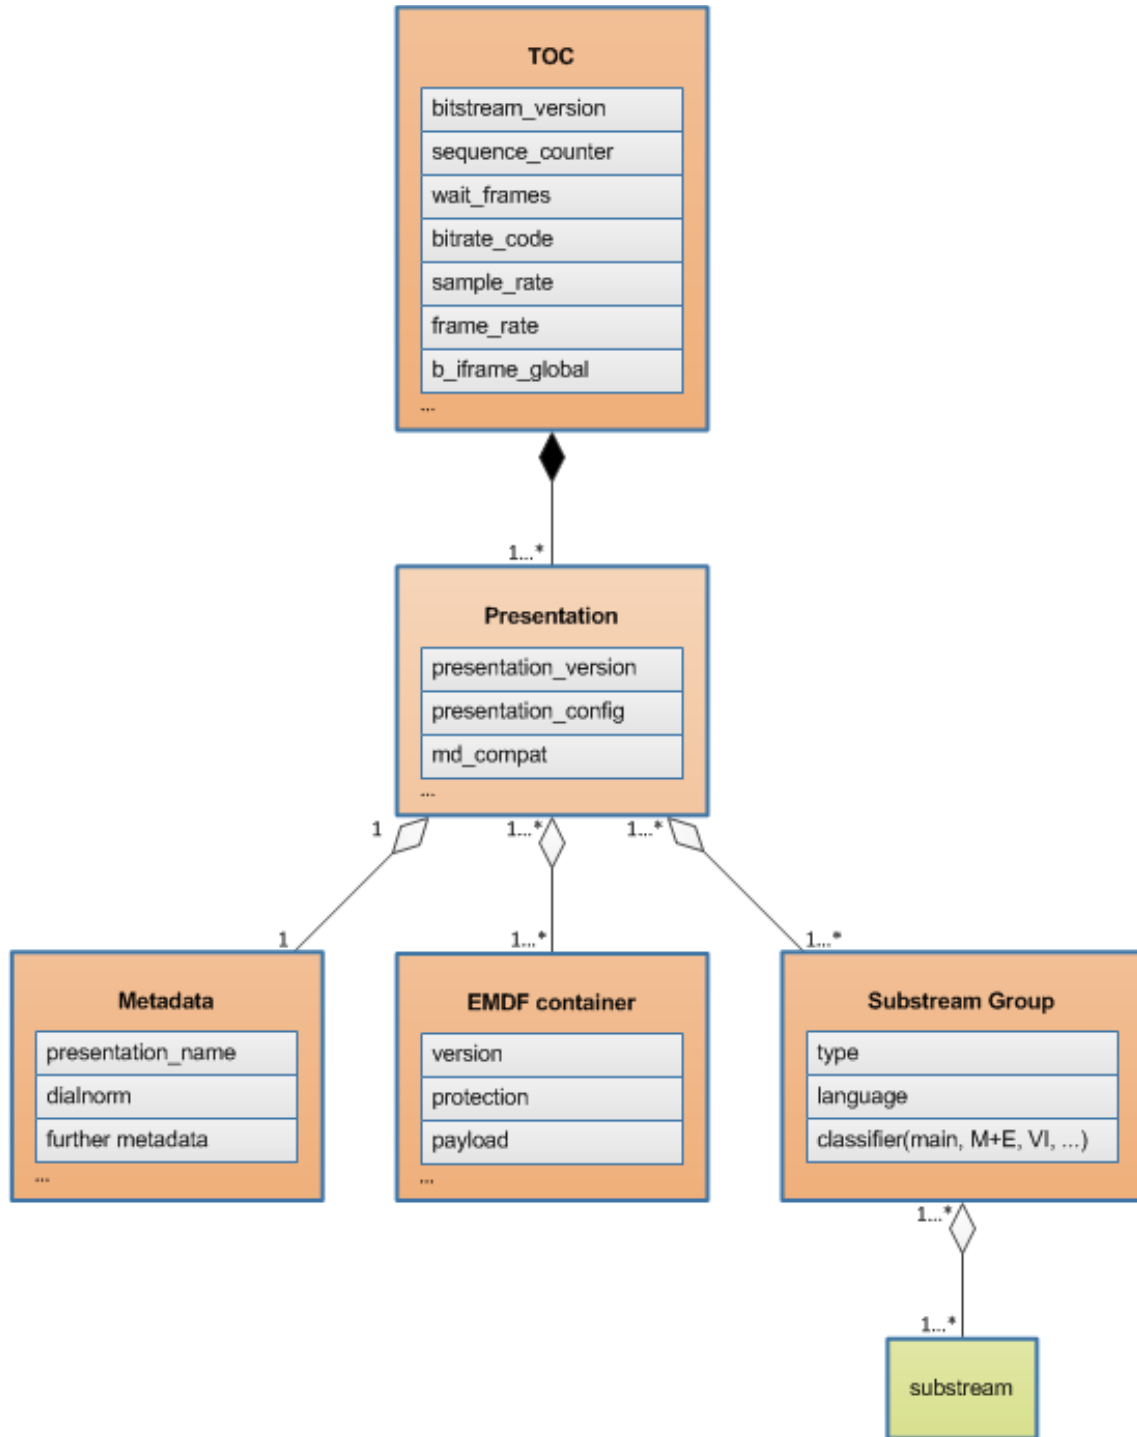 TOC
bitstream_version
sequence_counter
wait_frames
bitrate_code
sample_rate
frame_rate
b_iframe_global
...
1...*
Presentation
presentation_version
presentation_config
md_compat
...
1 1...* 1...*
1 1...* 1...*
Metadata
presentation_name
dialnorm
further metadata
...
EMDF container
version
protection
payload
...
Substream Group
type
language
classifier(main, M+E, VI, ...)
1...*
1...*
substream